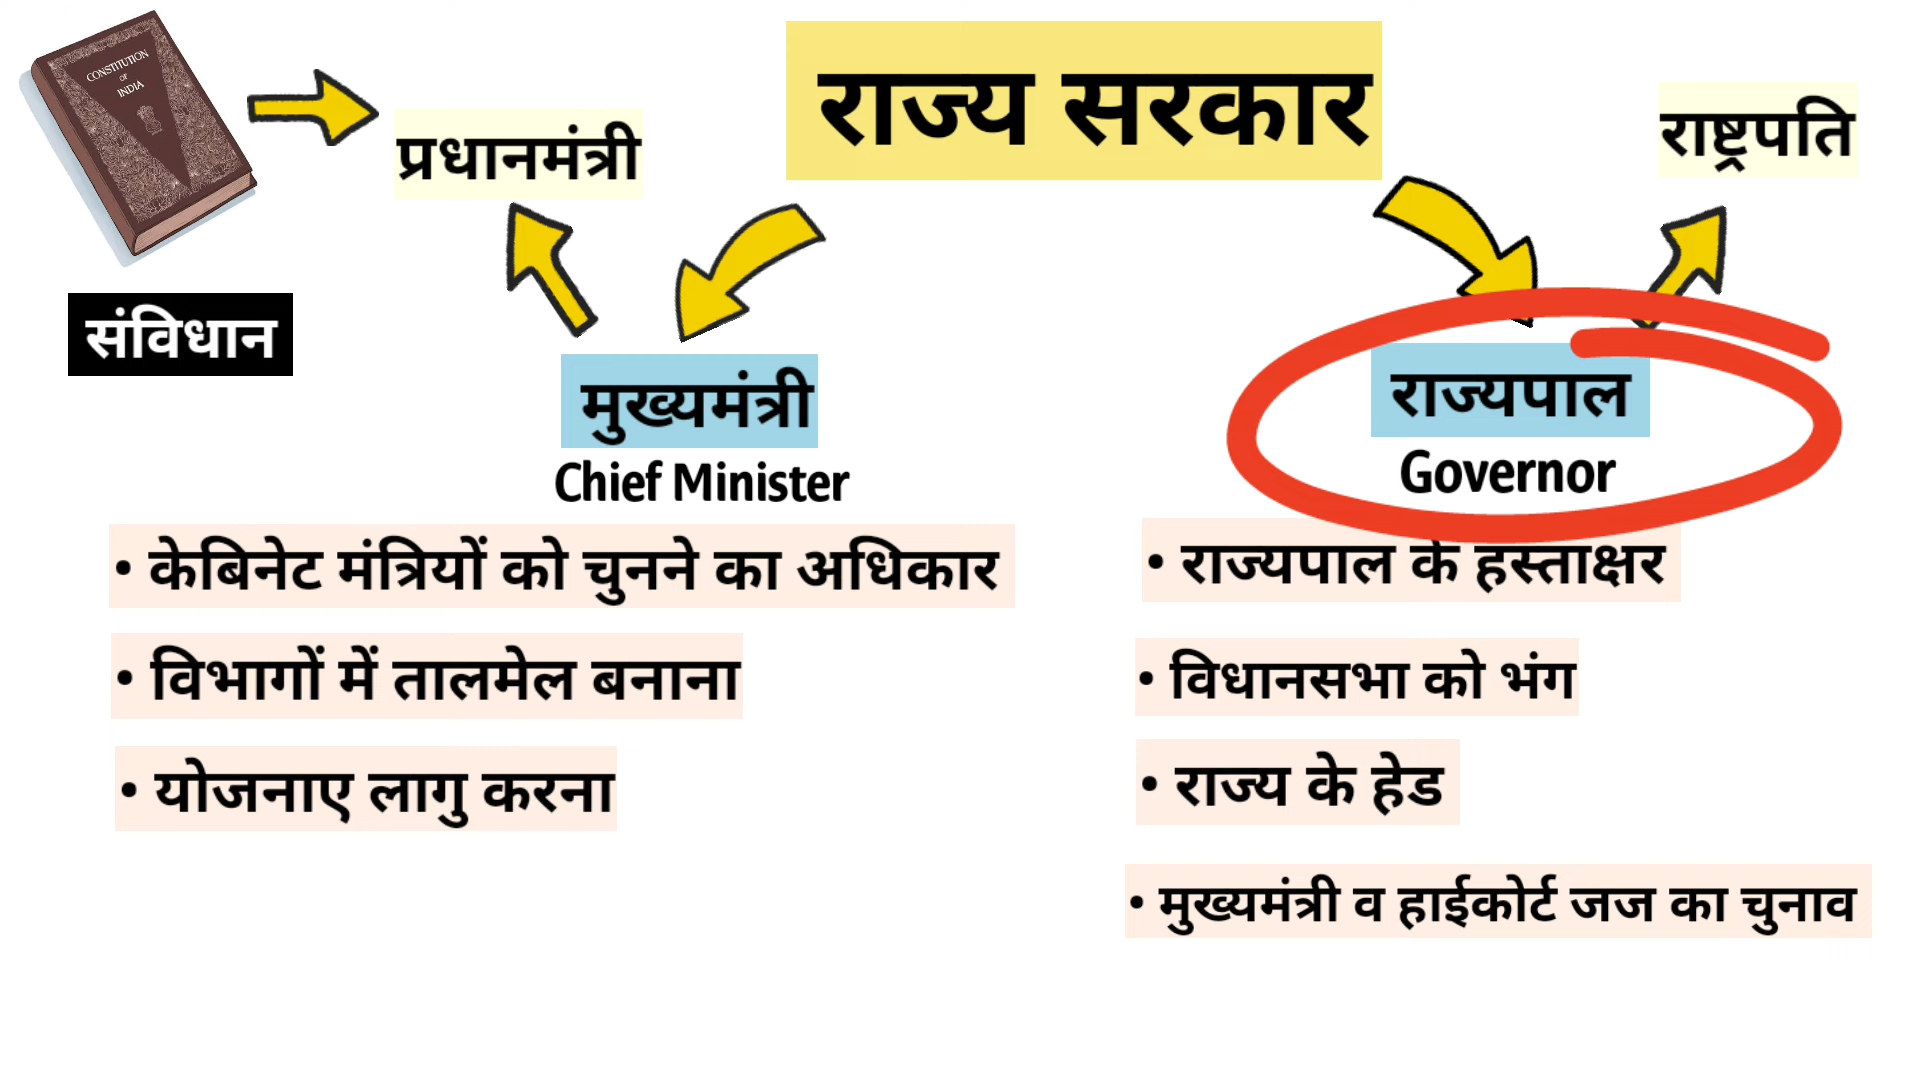 CONSTITUTION
OF
INDIA
राज्य सरकार
प्रधानमंत्री
राष्ट्रपति
संविधान
मुख्यमंत्री
Chief Minister
• केबिनेट मंत्रियों को चुनने का अधिकार
• विभागों में तालमेल बनाना
• योजनाए लागु करना
राज्यपाल
Governor
• राज्यपाल के हस्ताक्षर
• विधानसभा को भंग
• राज्य के हेड
• मुख्यमंत्री व हाईकोर्ट जज का चुनाव